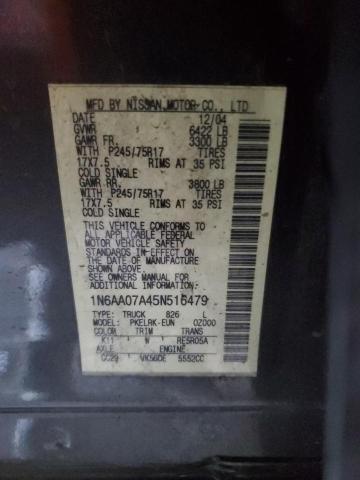 MFD BY NISSAN MOTOR CO., LTD
DATE 12/04
GVWR 6422 LB
GAWR FR. 3300 LB
WITH P245/75R17 TIRES
17X7.5 RIMS AT 35 PSI
COLD SINGLE
GAWR RR. 3800 LB
WITH P245/75R17 TIRES
17X7.5 RIMS AT 35 PSI
COLD SINGLE
THIS VEHICLE CONFORMS TO
ALL APPLICABLE FEDERAL
MOTOR VEHICLE SAFETY
STANDARDS IN EFFECT ON
THE DATE OF MANUFACTURE
SHOWN ABOVE
SEE OWNERS MANUAL FOR
ADDITIONAL INFORMATION
1N6AA07A45N516479
TYPE: TRUCK 826 L
MODEL: PKELRK-EUN 0Z000
COLOR TRIM TRANS
K11 W RE5R05A
AXLE ENGINE
CC29 VK56DE 5552CC